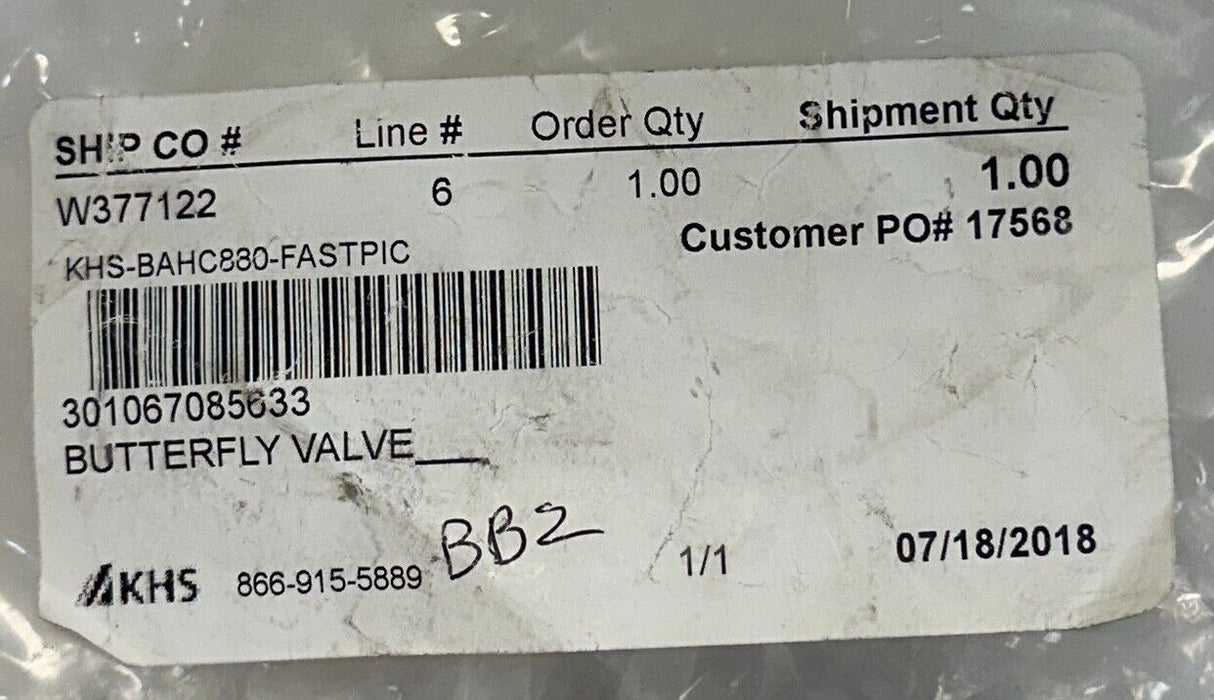 SHIP CO # Line # Order Qty Shipment Qty
W377122 6 1.00 1.00
KHS-BAHC880-FASTPIC Customer PO# 17568
301067085633
BUTTERFLY VALVE___
KHS 866-915-5889 BB2 1/1 07/18/2018